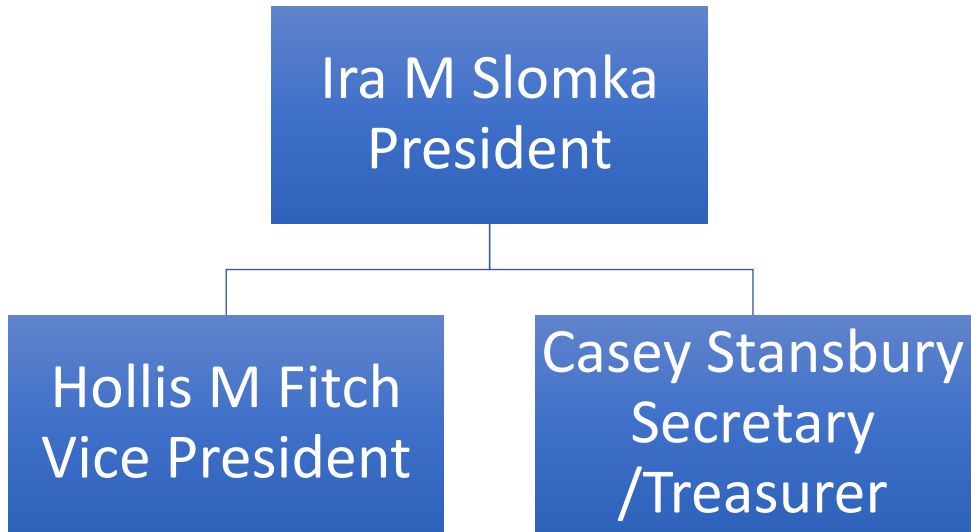 Ira M Slomka
President
Hollis M Fitch
Vice President
Casey Stansbury
Secretary
/Treasurer